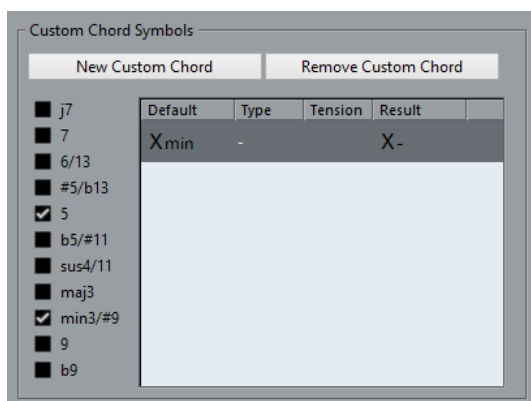 Custom Chord Symbols
New Custom Chord Remove Custom Chord
j7
7
6/13
#5/b13
5
b5/#11
sus4/11
maj3
min3/#9
9
b9
Default Type Tension Result
Xmin - X-